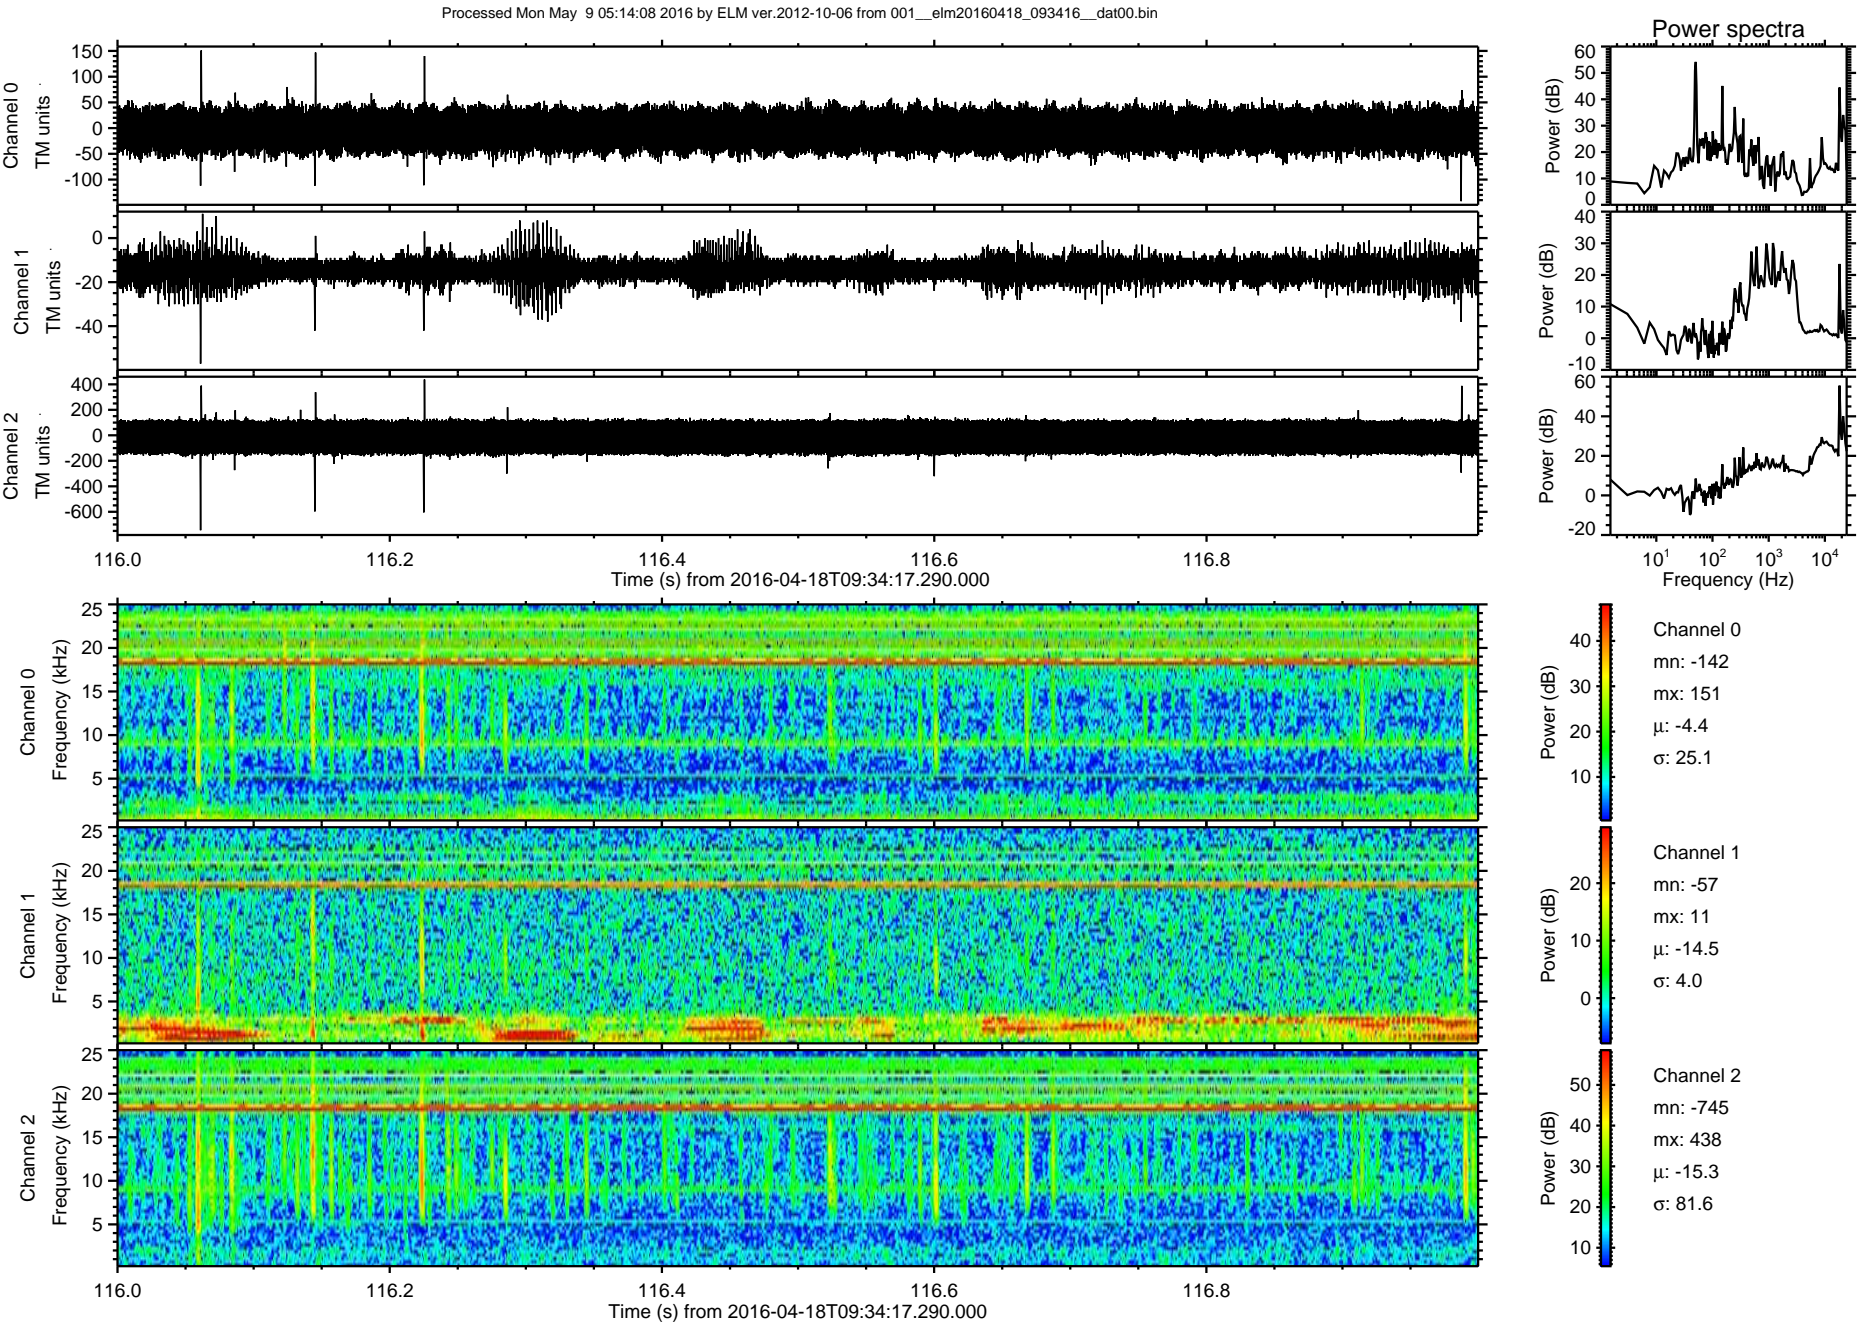 Processed Mon May  9 05:14:08 2016 by ELM ver.2012-10-06 from 001__elm20160418_093416__dat00.bin
Power spectra
Channel 0
TM units
150
100
50
0
-50
-100
Power (dB)
60
50
40
30
20
10
0
Channel 1
TM units
0
-20
-40
Power (dB)
40
30
20
10
0
-10
Channel 2
TM units
400
200
0
-200
-400
-600
Power (dB)
60
40
20
0
-20
116.0 116.2 116.4 116.6 116.8
Time (s) from 2016-04-18T09:34:17.290.000
10¹ 10² 10³ 10⁴
Frequency (Hz)
Channel 0
Frequency (kHz)
25
20
15
10
5
Power (dB)
40
30
20
10
Channel 0
mn: -142
mx: 151
μ: -4.4
σ: 25.1
Channel 1
Frequency (kHz)
25
20
15
10
5
Power (dB)
20
10
0
Channel 1
mn: -57
mx: 11
μ: -14.5
σ: 4.0
Channel 2
Frequency (kHz)
25
20
15
10
5
Power (dB)
50
40
30
20
10
Channel 2
mn: -745
mx: 438
μ: -15.3
σ: 81.6
116.0 116.2 116.4 116.6 116.8
Time (s) from 2016-04-18T09:34:17.290.000